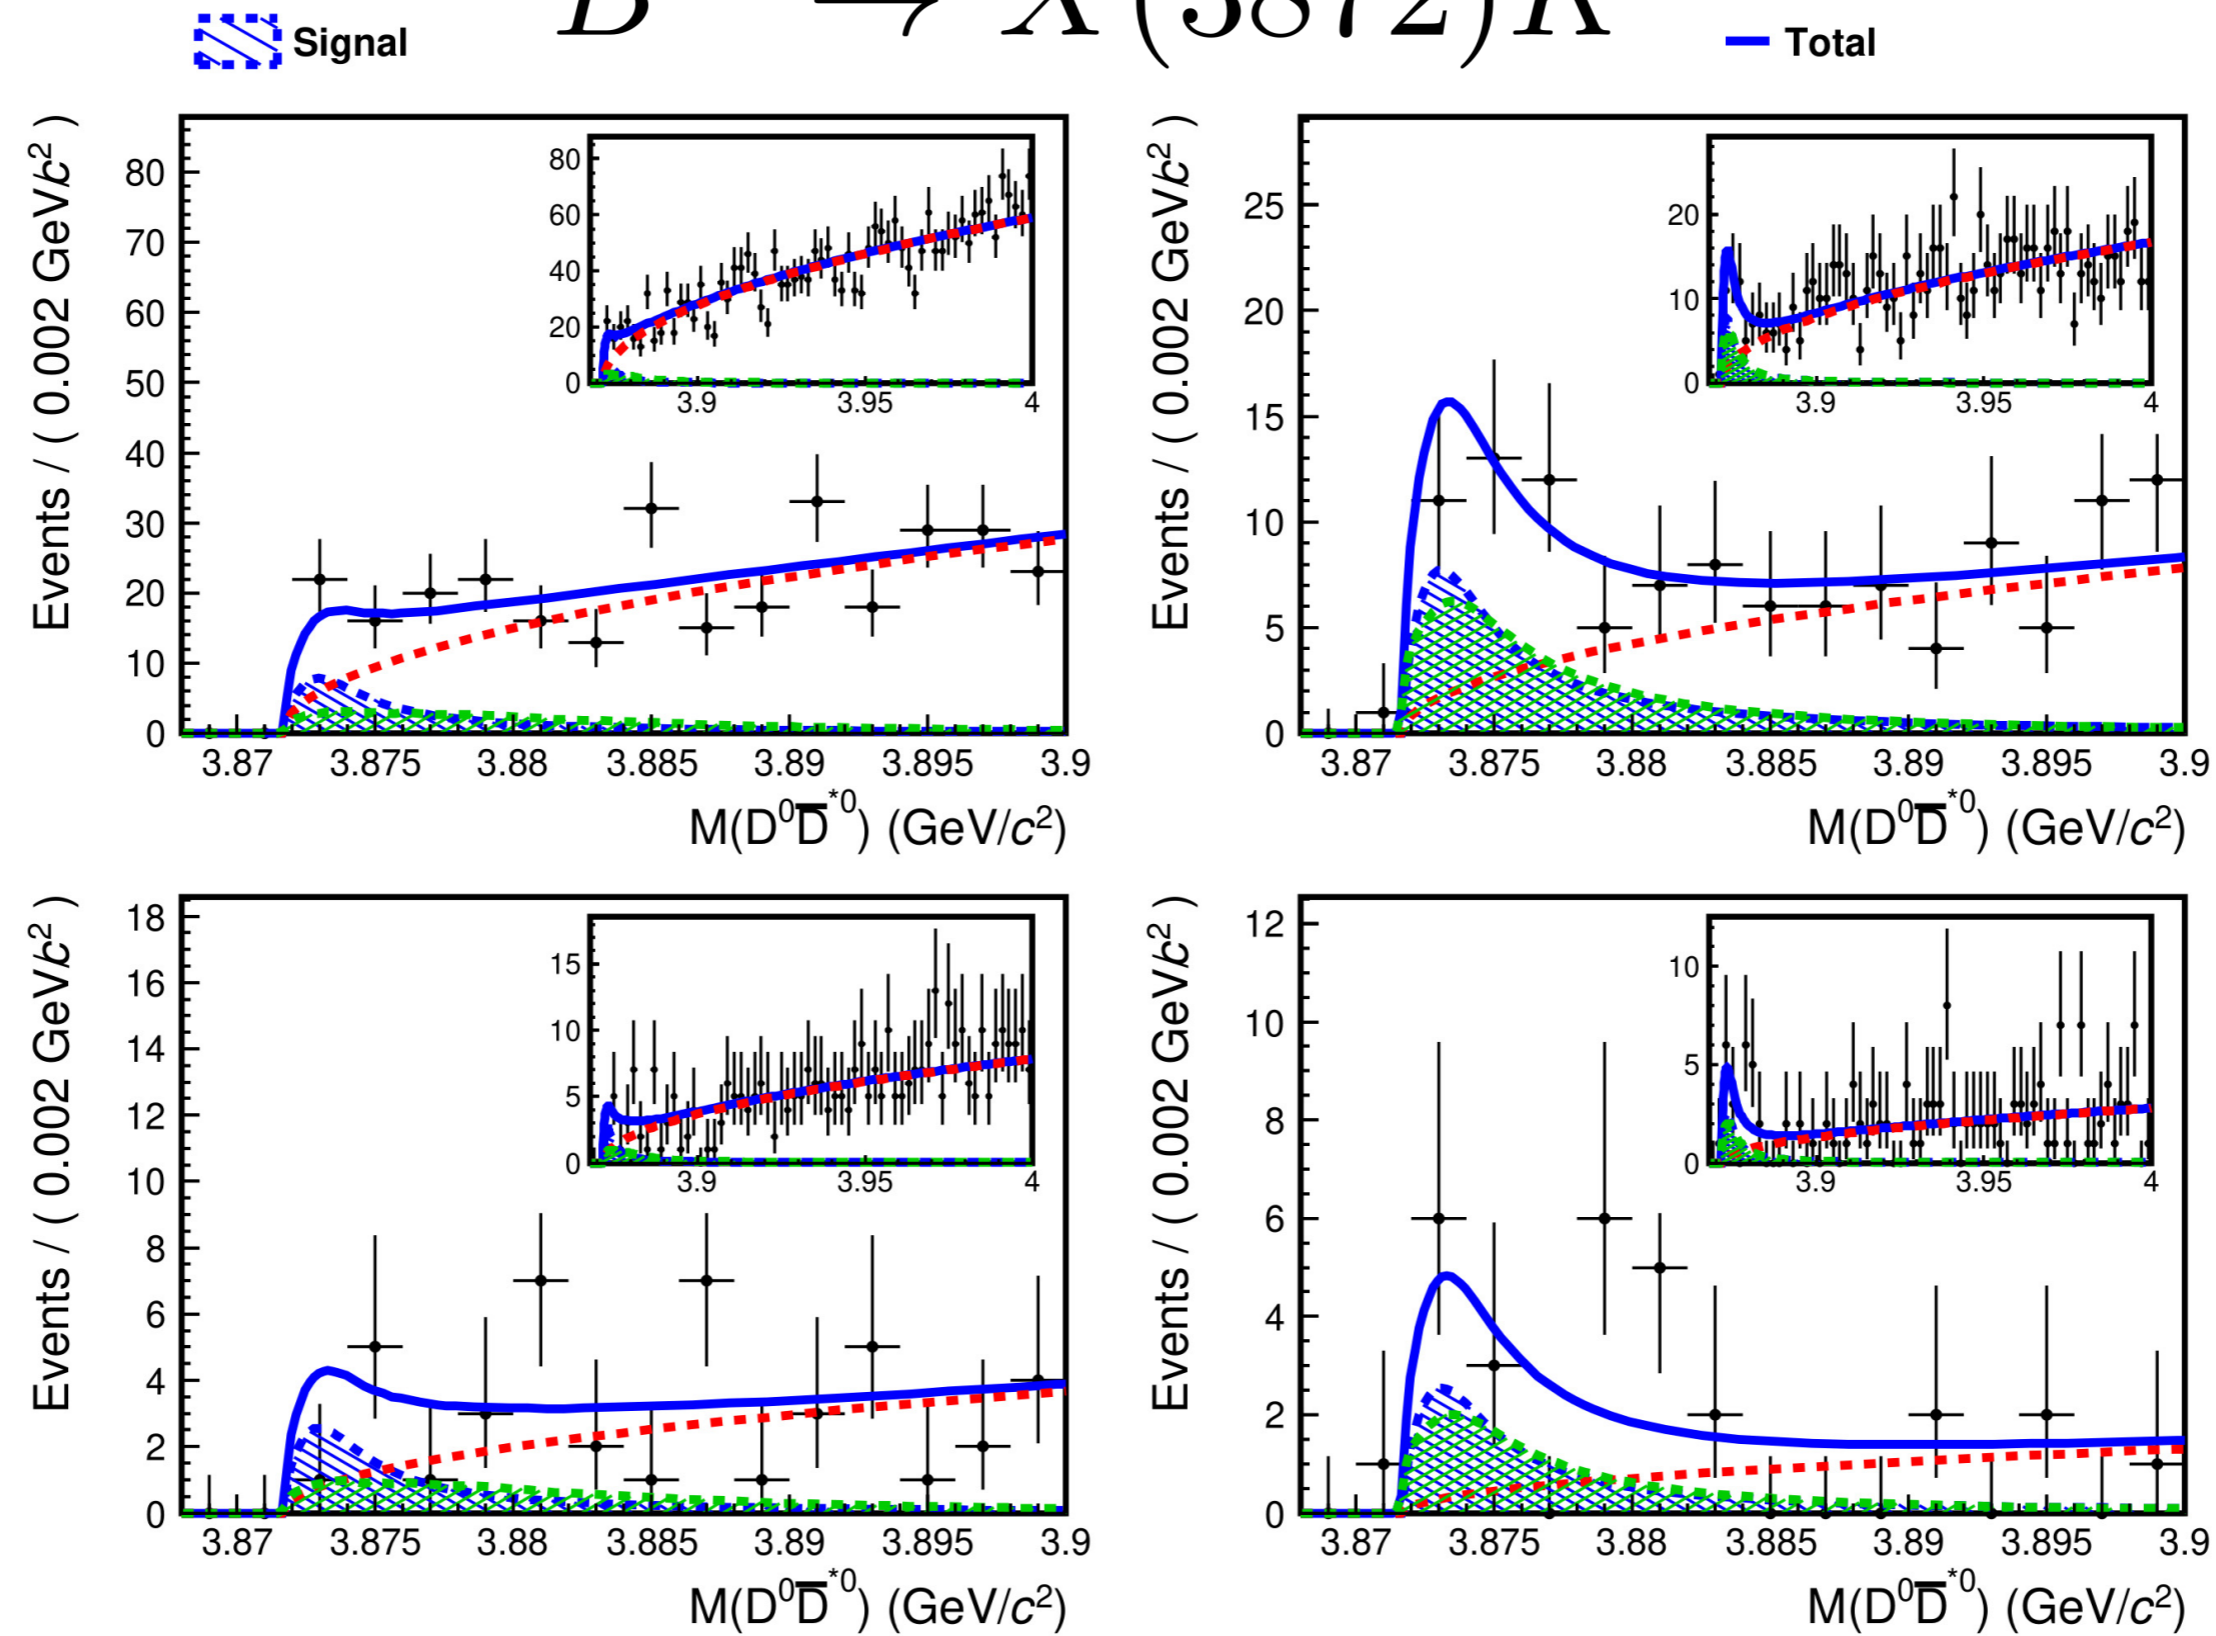 B → X(3872)K
Signal
Total
Events / ( 0.002 GeV/c² )
80
70
60
50
40
30
20
10
0
80
60
40
20
0
3.9 3.95 4
3.87 3.875 3.88 3.885 3.89 3.895 3.9
M(D⁰D̅*⁰) (GeV/c²)
Events / ( 0.002 GeV/c² )
25
20
15
10
5
0
20
10
0
3.9 3.95 4
3.87 3.875 3.88 3.885 3.89 3.895 3.9
M(D⁰D̅*⁰) (GeV/c²)
Events / ( 0.002 GeV/c² )
18
16
14
12
10
8
6
4
2
0
15
10
5
0
3.9 3.95 4
3.87 3.875 3.88 3.885 3.89 3.895 3.9
M(D⁰D̅*⁰) (GeV/c²)
Events / ( 0.002 GeV/c² )
12
10
8
6
4
2
0
10
5
0
3.9 3.95 4
3.87 3.875 3.88 3.885 3.89 3.895 3.9
M(D⁰D̅*⁰) (GeV/c²)